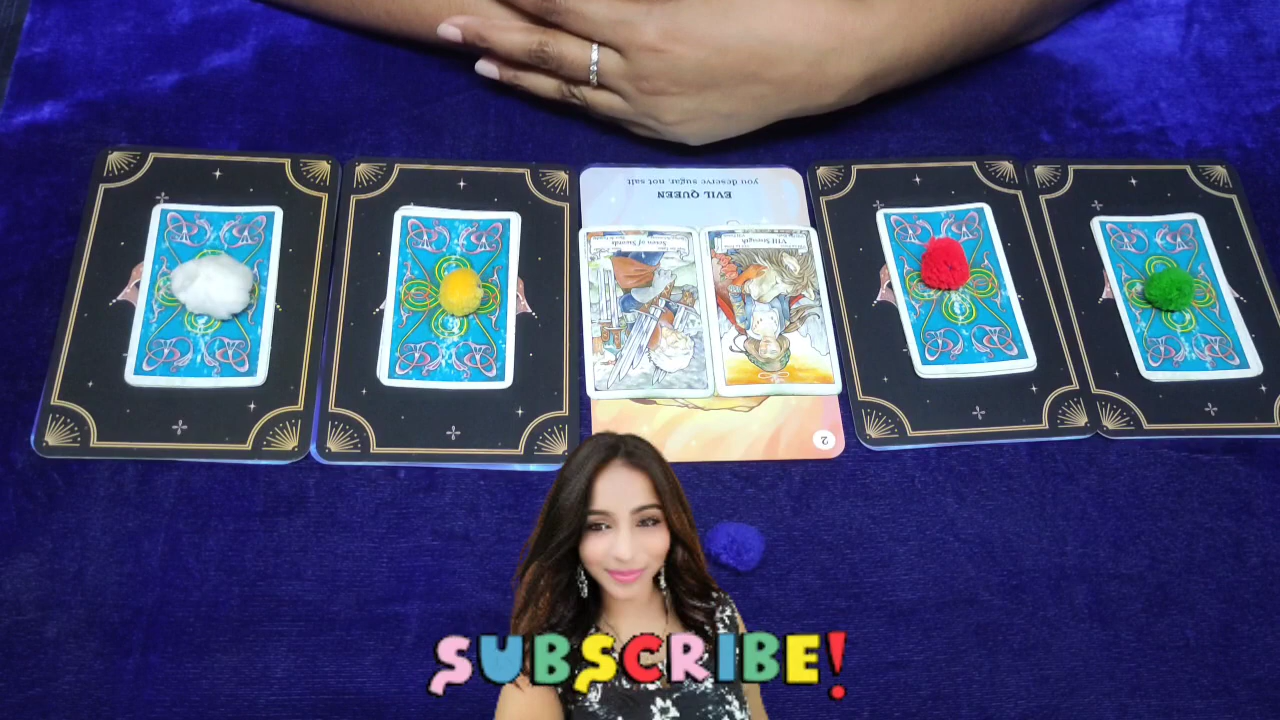 you deserve sugar, not salt
EVIL QUEEN
Seven of Swords
VIII Strength
2
SUBSCRIBE!